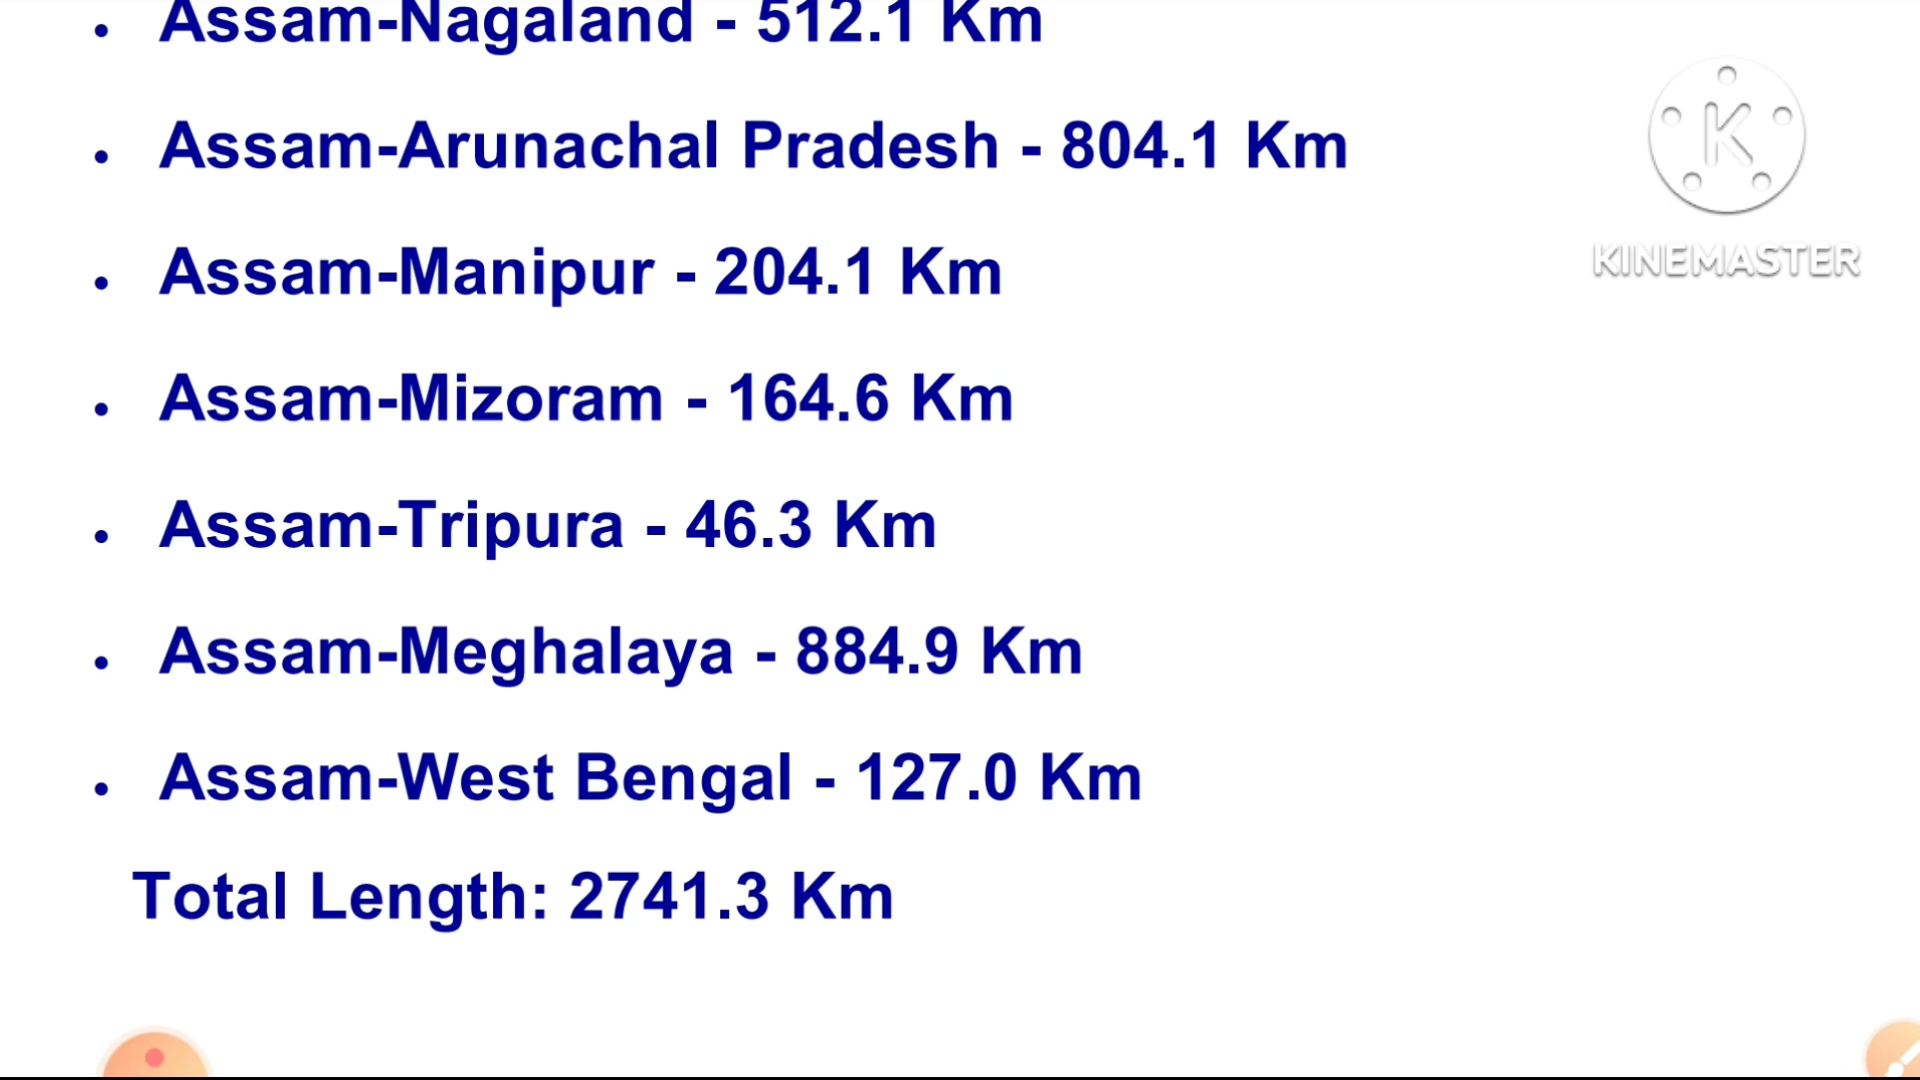 • Assam-Nagaland - 512.1 Km
• Assam-Arunachal Pradesh - 804.1 Km
• Assam-Manipur - 204.1 Km
• Assam-Mizoram - 164.6 Km
• Assam-Tripura - 46.3 Km
• Assam-Meghalaya - 884.9 Km
• Assam-West Bengal - 127.0 Km
Total Length: 2741.3 Km
K
KINEMASTER